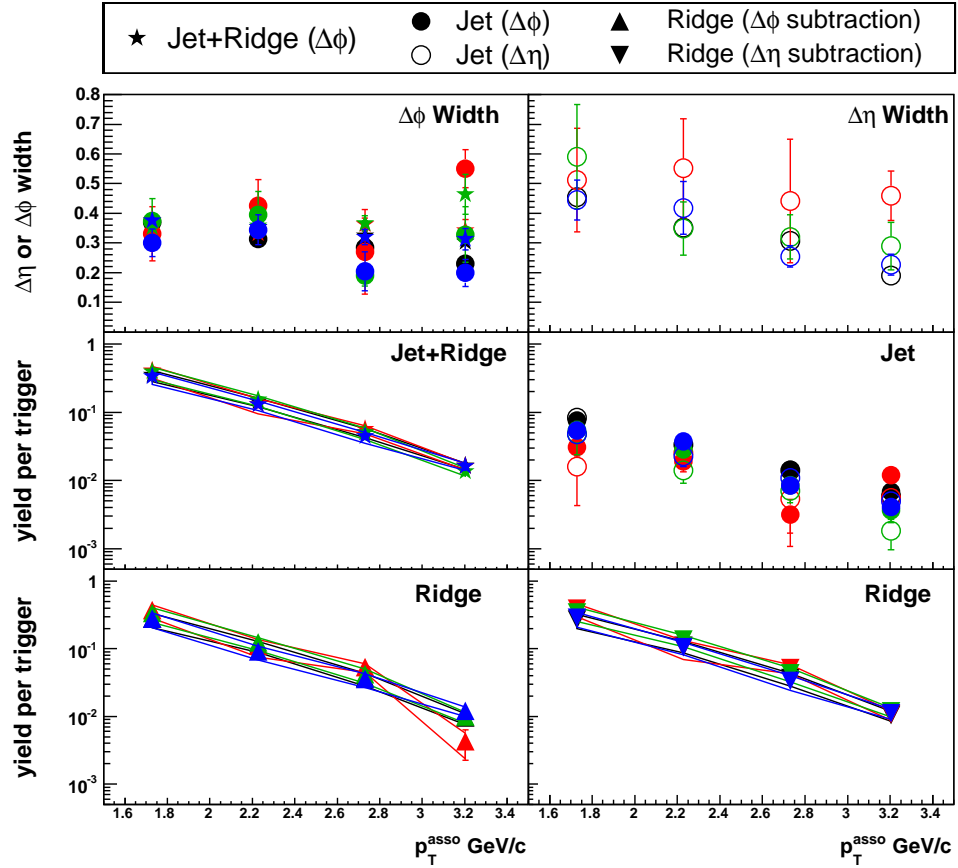 ★ Jet+Ridge (Δϕ)
● Jet (Δϕ)
○ Jet (Δη)
▲ Ridge (Δϕ subtraction)
▼ Ridge (Δη subtraction)
Δη or Δϕ width
0.8
0.7
0.6
0.5
0.4
0.3
0.2
0.1
Δϕ Width
Δη Width
yield per trigger
1
10⁻¹
10⁻²
10⁻³
Jet+Ridge
Jet
yield per trigger
1
10⁻¹
10⁻²
10⁻³
Ridge
Ridge
1.6 1.8 2 2.2 2.4 2.6 2.8 3 3.2 3.4
1.6 1.8 2 2.2 2.4 2.6 2.8 3 3.2 3.4
p_T^asso GeV/c
p_T^asso GeV/c